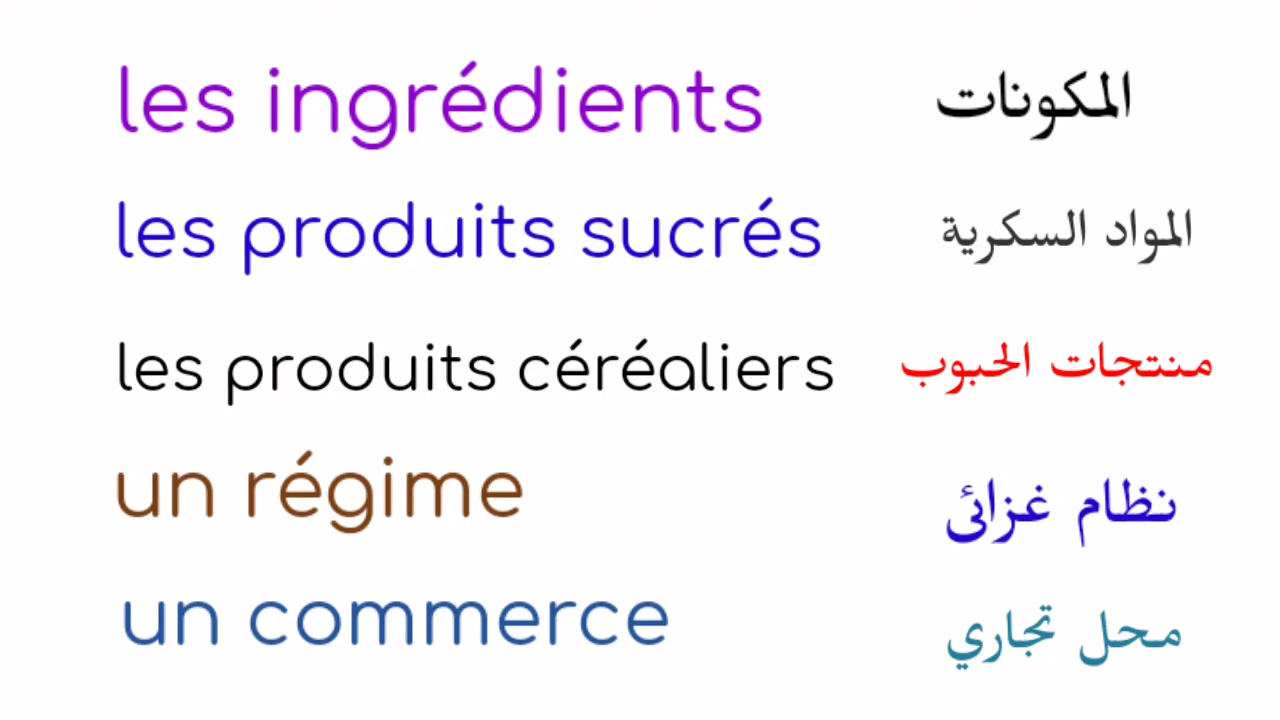 les ingrédients المكونات
les produits sucrés المواد السكرية
les produits céréaliers منتجات الحبوب
un régime نظام غزائى
un commerce محل تجاري